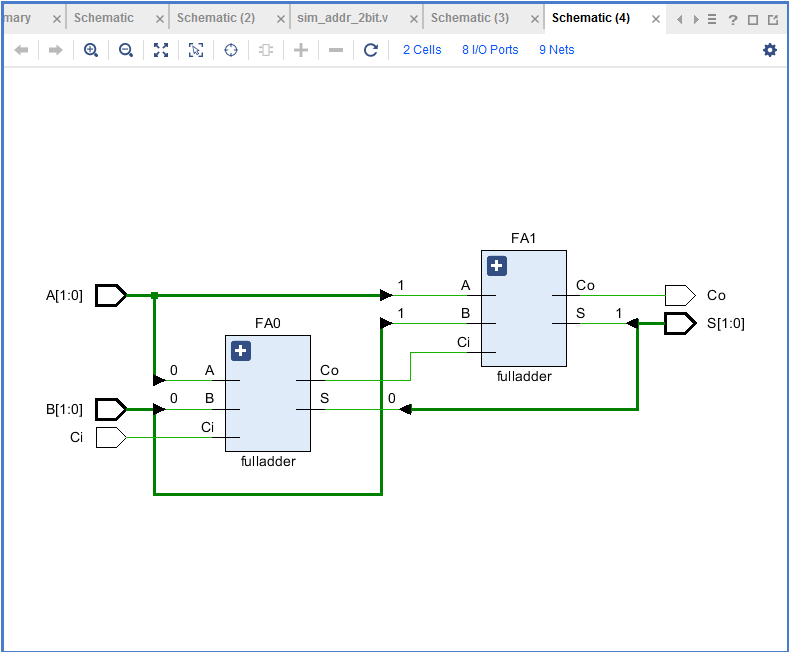 mary
Schematic
Schematic (2)
sim_addr_2bit.v
Schematic (3)
Schematic (4)
?
2 Cells
8 I/O Ports
9 Nets
FA1
A[1:0]
1
A
Co
Co
1
B
S
1
S[1:0]
FA0
Ci
0
A
Co
fulladder
B[1:0]
0
B
S
0
Ci
Ci
fulladder